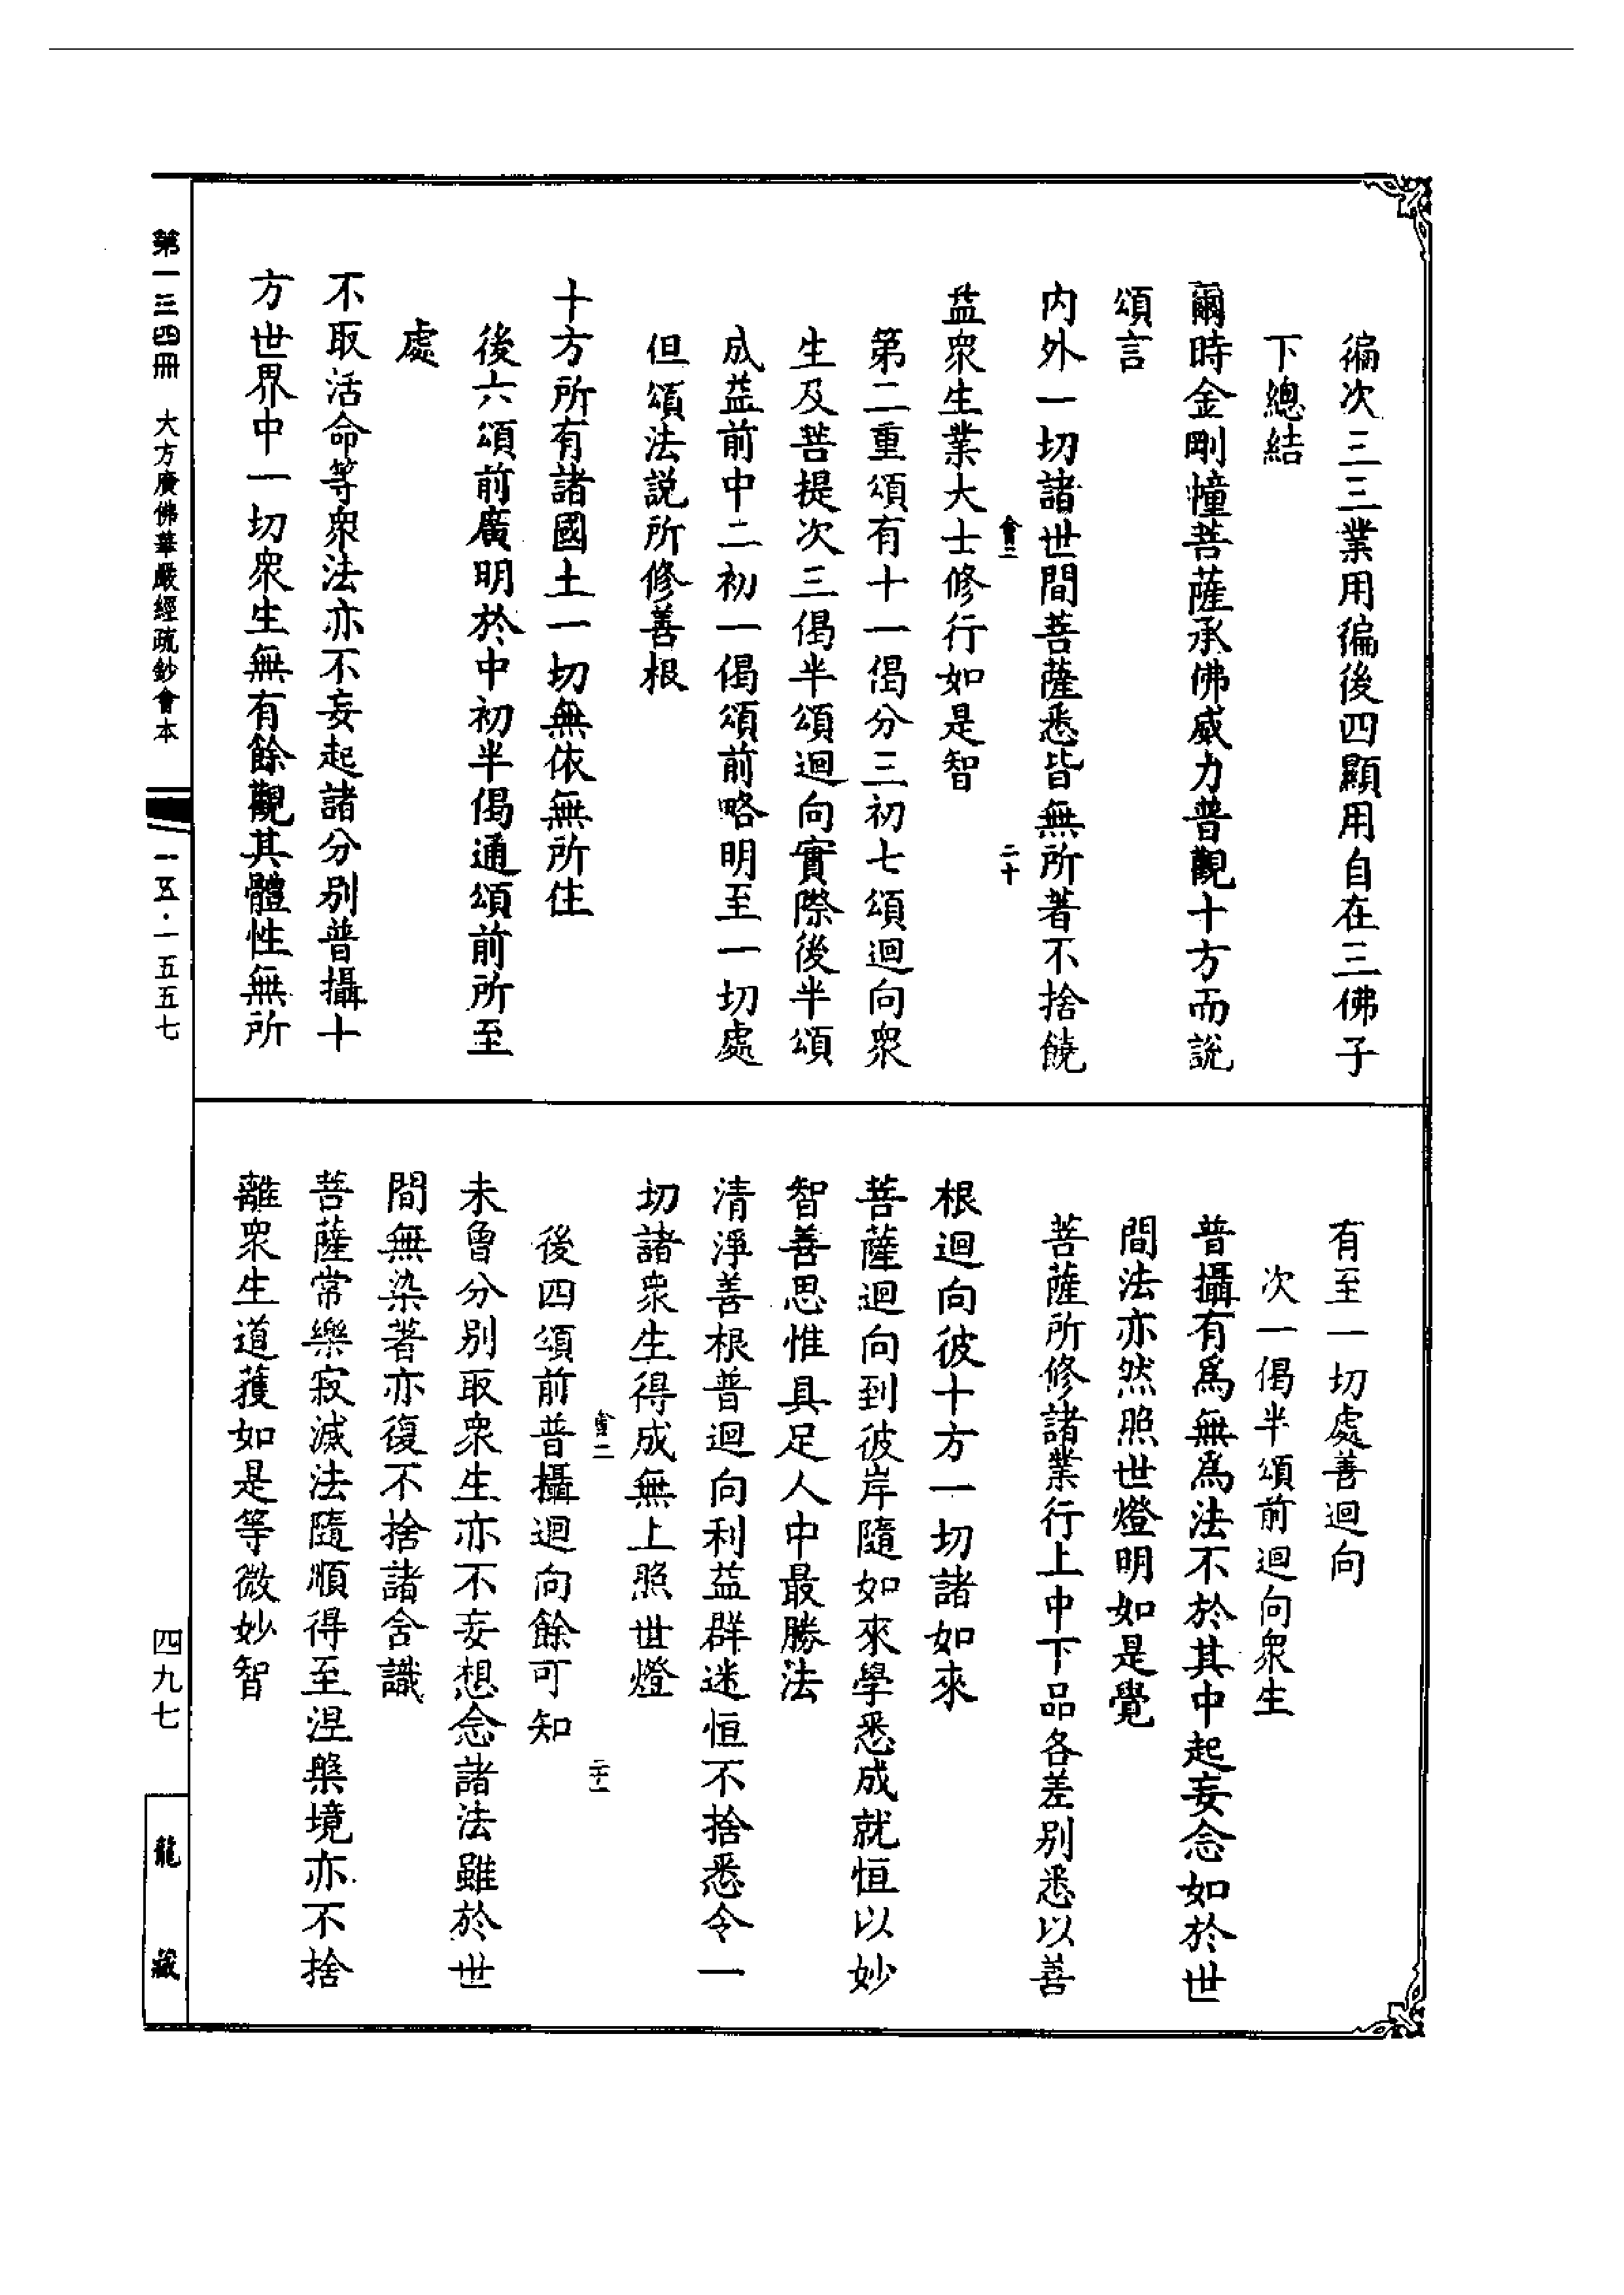 徧次三三業用徧後四顯用自在三佛子
下總結
爾時金剛幢菩薩承佛威力普觀十方而說
頌言
內外一切諸世間菩薩悉皆無所著不捨饒
會二
二十
益衆生業大士修行如是智
第二重頌有十一偈分三初七頌迴向衆
生及菩提次三偈半頌迴向實際後半頌
成益前中二初一偈頌前略明至一切處
但頌法説所修善根
十方所有諸國土一切無依無所住
後六頌前廣明於中初半偈通頌前所至
處
不取活命等衆法亦不妄起諸分別普攝十
方世界中一切衆生無有餘觀其體性無所
有至一切處善迴向
次一偈半頌前迴向衆生
普攝有爲無爲法不於其中起妄念如於世
間法亦然照世燈明如是覺
菩薩所修諸業行上中下品各差別悉以善
根迴向彼十方一切諸如來
菩薩迴向到彼岸隨如來學悉成就恒以妙
智善思惟具足人中最勝法
清淨善根普迴向利益群迷恒不捨悉令一
切諸衆生得成無上照世燈
會二
二十一
後四頌前普攝迴向餘可知
未曾分別取衆生亦不妄想念諸法雖於世
間無染著亦復不捨諸含識
菩薩常樂寂滅法隨順得至涅槃境亦不捨
離衆生道獲如是等微妙智
第一三四冊 大方廣佛華嚴經疏鈔會本
一五·一五五七
四九七
龍藏